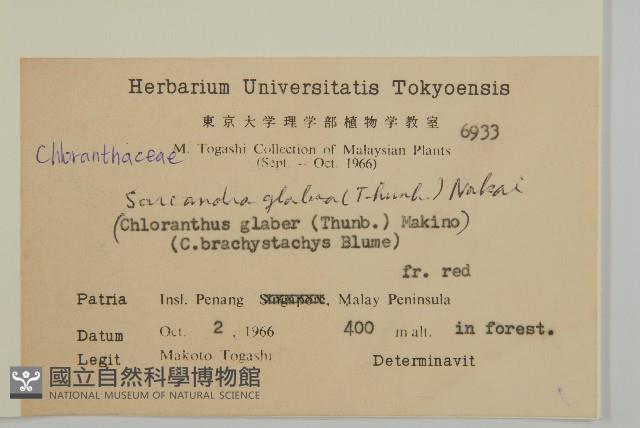 Herbarium Universitatis Tokyoensis
東京大学理学部植物学教室
6933
Chloranthaceae
M. Togashi Collection of Malaysian Plants
(Sept. -- Oct. 1966)
Sarcandra glabra (Thunb.) Nakai
(Chloranthus glaber (Thunb.) Makino)
(C.brachystachys Blume)
fr. red
Patria Insl. Penang Singapore, Malay Peninsula
Datum Oct. 2, 1966 400 m alt. in forest.
Legit Makoto Togashi Determinavit
國立自然科學博物館
NATIONAL MUSEUM OF NATURAL SCIENCE